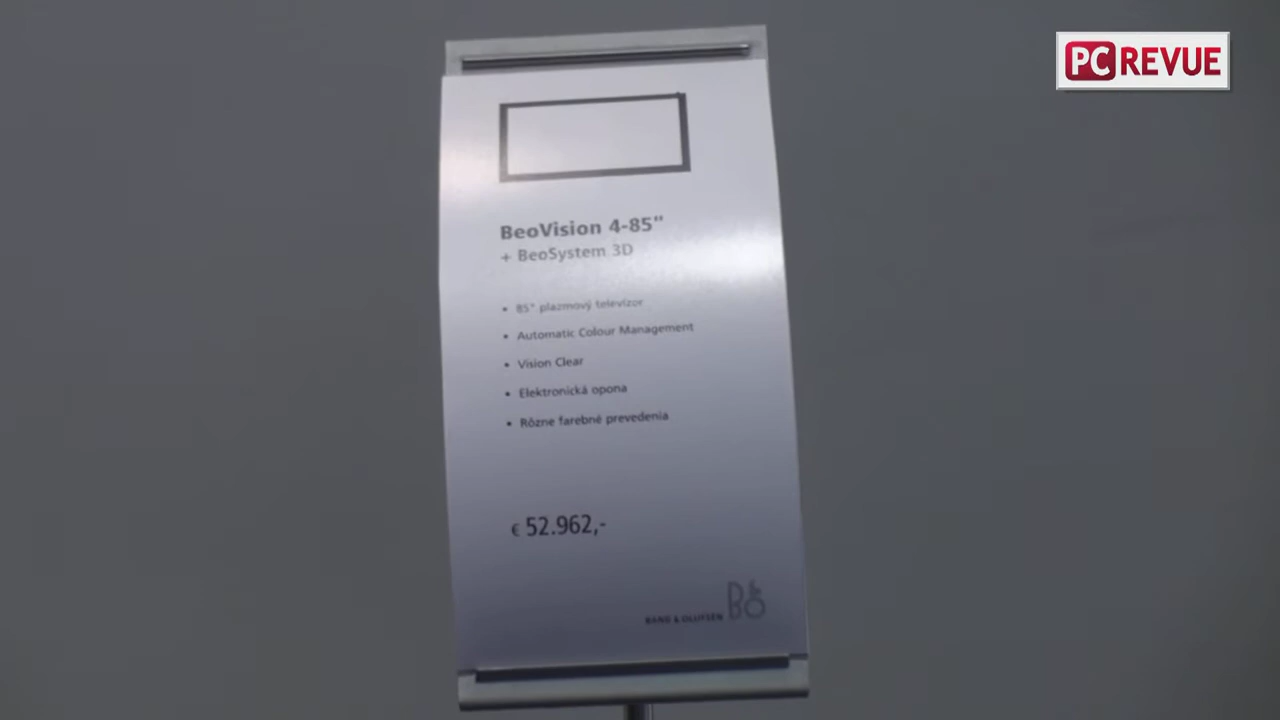 PC REVUE
BeoVision 4-85"
+ BeoSystem 3D
• 85" plazmový televízor
• Automatic Colour Management
• Vision Clear
• Elektronická opona
• Rôzne farebné prevedenia
€ 52.962,-
BANG & OLUFSEN